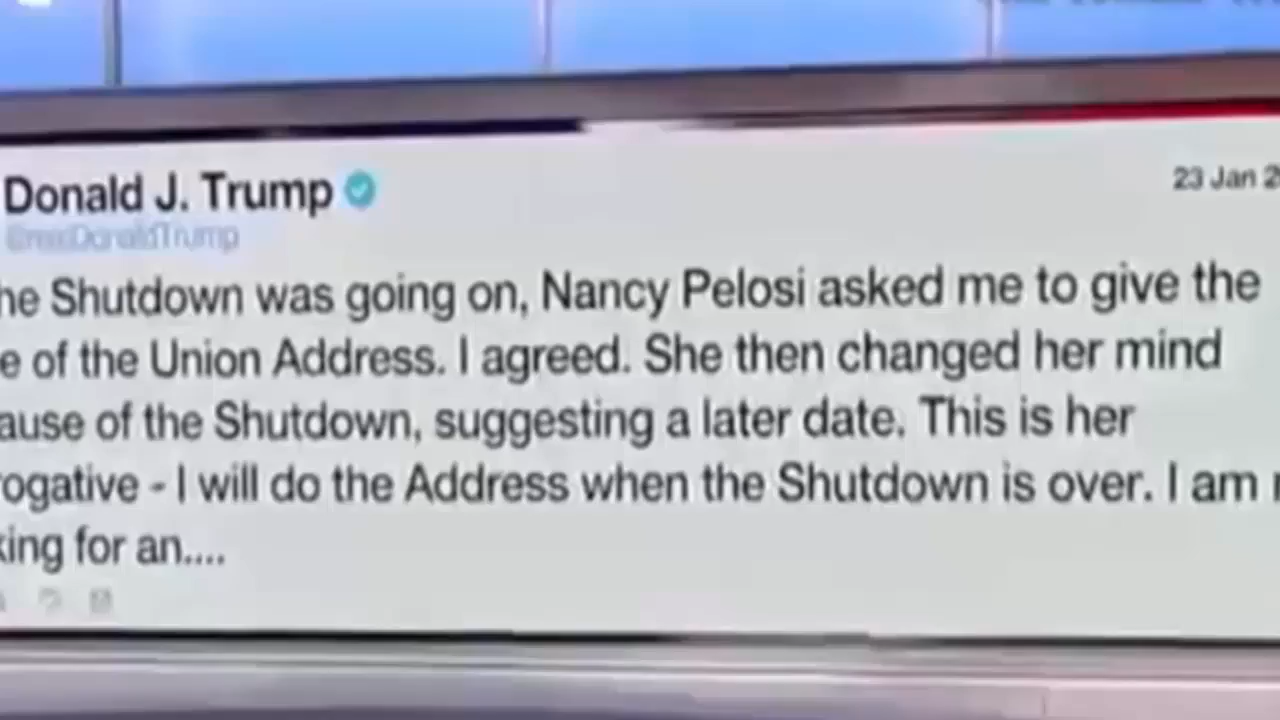 Donald J. Trump
23 Jan 2
@realDonaldTrump
he Shutdown was going on, Nancy Pelosi asked me to give the
e of the Union Address. I agreed. She then changed her mind
ause of the Shutdown, suggesting a later date. This is her
ogative - I will do the Address when the Shutdown is over. I am
king for an....